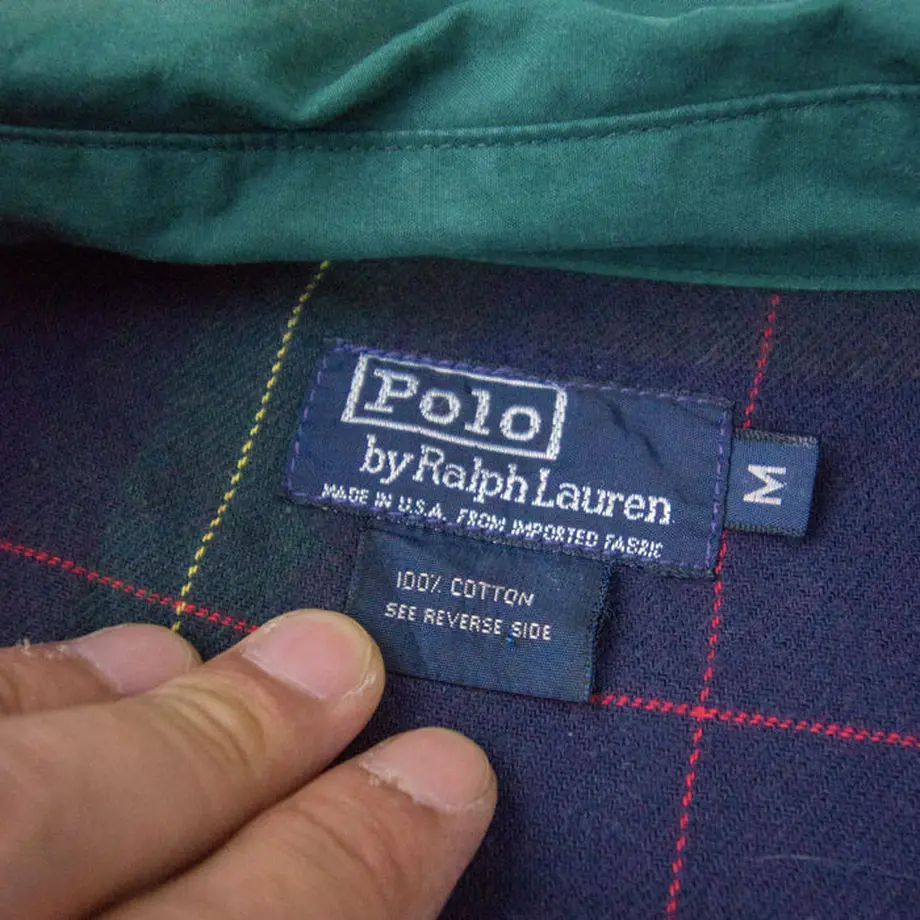 Polo
by Ralph Lauren
MADE IN U.S.A. FROM IMPORTED FABRIC
M
100% COTTON
SEE REVERSE SIDE